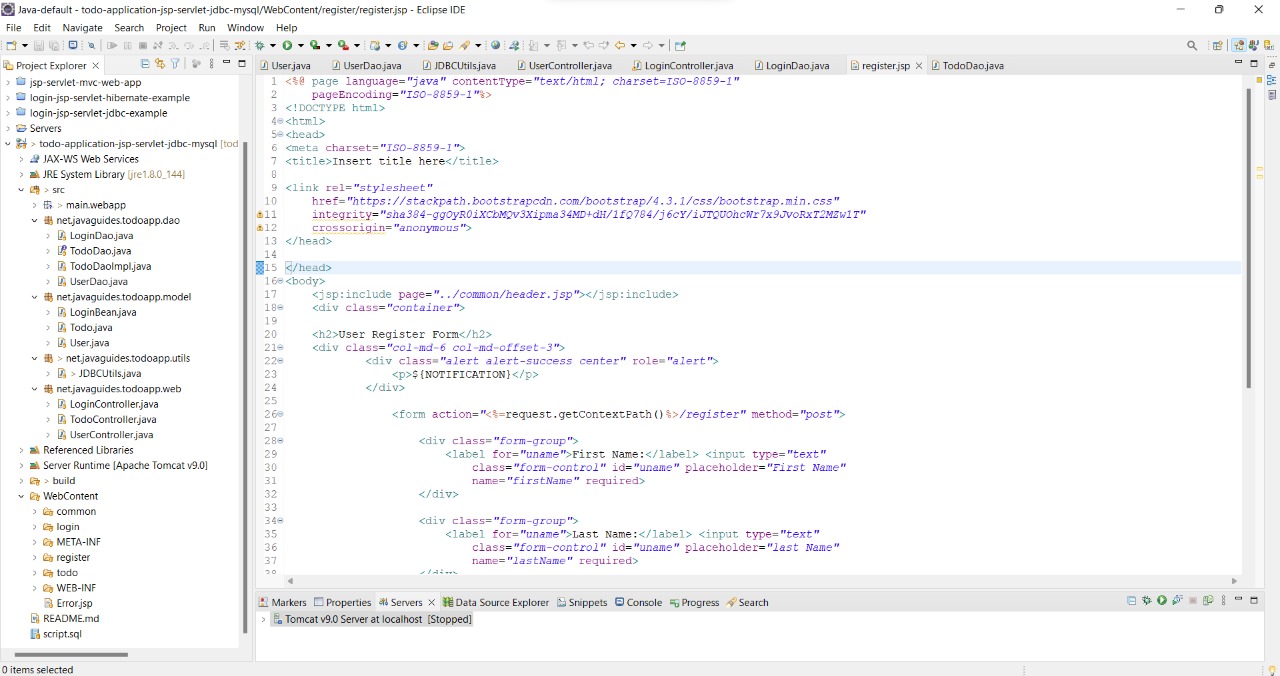 Java-default - todo-application-jsp-servlet-jdbc-mysql/WebContent/register/register.jsp - Eclipse IDE
File Edit Navigate Search Project Run Window Help
Project Explorer
jsp-servlet-mvc-web-app
login-jsp-servlet-hibernate-example
login-jsp-servlet-jdbc-example
Servers
> todo-application-jsp-servlet-jdbc-mysql [tod
JAX-WS Web Services
JRE System Library [jre1.8.0_144]
> src
> main.webapp
net.javaguides.todoapp.dao
LoginDao.java
TodoDao.java
TodoDaoImpl.java
UserDao.java
net.javaguides.todoapp.model
LoginBean.java
Todo.java
User.java
> net.javaguides.todoapp.utils
> JDBCUtils.java
net.javaguides.todoapp.web
LoginController.java
TodoController.java
UserController.java
Referenced Libraries
Server Runtime [Apache Tomcat v9.0]
> build
WebContent
common
login
META-INF
register
todo
WEB-INF
Error.jsp
README.md
script.sql
User.java UserDao.java JDBCUtils.java UserController.java LoginController.java LoginDao.java register.jsp TodoDao.java
1 <%@ page language="java" contentType="text/html; charset=ISO-8859-1"
2 pageEncoding="ISO-8859-1"%>
3 <!DOCTYPE html>
4 <html>
5 <head>
6 <meta charset="ISO-8859-1">
7 <title>Insert title here</title>
8
9 <link rel="stylesheet"
10 href="https://stackpath.bootstrapcdn.com/bootstrap/4.3.1/css/bootstrap.min.css"
11 integrity="sha384-ggOyR0iXCbMQv3Xipma34MD+dH/1fQ784/j6cY/iJTQUOhcWr7x9JvoRxT2MZw1T"
12 crossorigin="anonymous">
13 </head>
14
15 </head>
16 <body>
17 <jsp:include page="../common/header.jsp"></jsp:include>
18 <div class="container">
19
20 <h2>User Register Form</h2>
21 <div class="col-md-6 col-md-offset-3">
22 <div class="alert alert-success center" role="alert">
23 <p>${NOTIFICATION}</p>
24 </div>
25
26 <form action="<%=request.getContextPath()%>/register" method="post">
27
28 <div class="form-group">
29 <label for="uname">First Name:</label> <input type="text"
30 class="form-control" id="uname" placeholder="First Name"
31 name="firstName" required>
32 </div>
33
34 <div class="form-group">
35 <label for="uname">Last Name:</label> <input type="text"
36 class="form-control" id="uname" placeholder="last Name"
37 name="lastName" required>
38 </div>
Markers Properties Servers Data Source Explorer Snippets Console Progress Search
Tomcat v9.0 Server at localhost [Stopped]
0 items selected